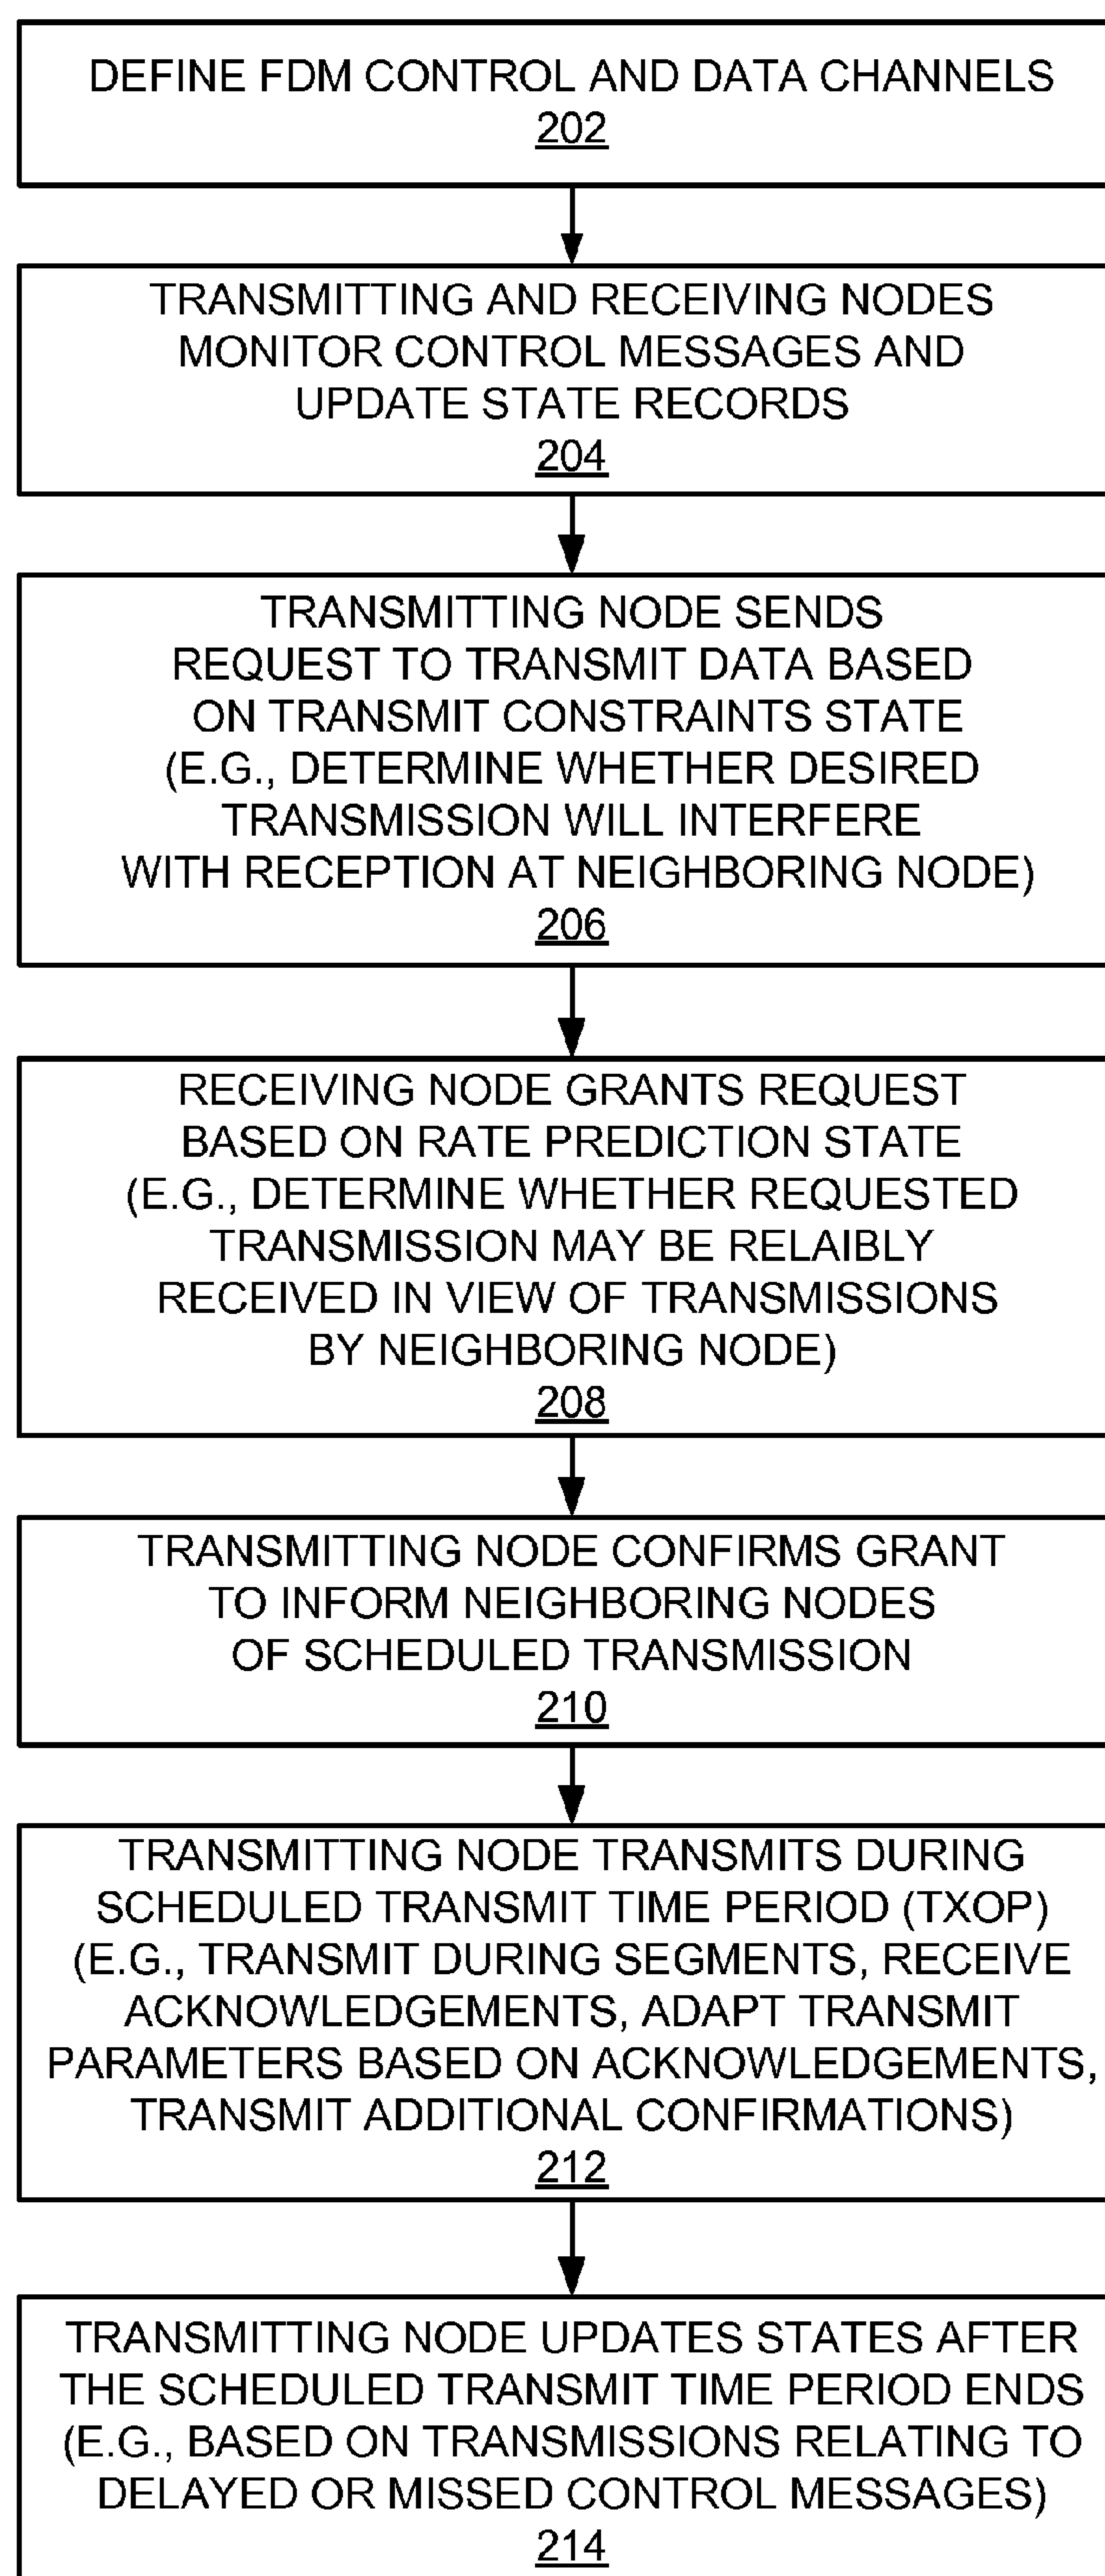 DEFINE FDM CONTROL AND DATA CHANNELS
202
TRANSMITTING AND RECEIVING NODES
MONITOR CONTROL MESSAGES AND
UPDATE STATE RECORDS
204
TRANSMITTING NODE SENDS
REQUEST TO TRANSMIT DATA BASED
ON TRANSMIT CONSTRAINTS STATE
(E.G., DETERMINE WHETHER DESIRED
TRANSMISSION WILL INTERFERE
WITH RECEPTION AT NEIGHBORING NODE)
206
RECEIVING NODE GRANTS REQUEST
BASED ON RATE PREDICTION STATE
(E.G., DETERMINE WHETHER REQUESTED
TRANSMISSION MAY BE RELAIBLY
RECEIVED IN VIEW OF TRANSMISSIONS
BY NEIGHBORING NODE)
208
TRANSMITTING NODE CONFIRMS GRANT
TO INFORM NEIGHBORING NODES
OF SCHEDULED TRANSMISSION
210
TRANSMITTING NODE TRANSMITS DURING
SCHEDULED TRANSMIT TIME PERIOD (TXOP)
(E.G., TRANSMIT DURING SEGMENTS, RECEIVE
ACKNOWLEDGEMENTS, ADAPT TRANSMIT
PARAMETERS BASED ON ACKNOWLEDGEMENTS,
TRANSMIT ADDITIONAL CONFIRMATIONS)
212
TRANSMITTING NODE UPDATES STATES AFTER
THE SCHEDULED TRANSMIT TIME PERIOD ENDS
(E.G., BASED ON TRANSMISSIONS RELATING TO
DELAYED OR MISSED CONTROL MESSAGES)
214